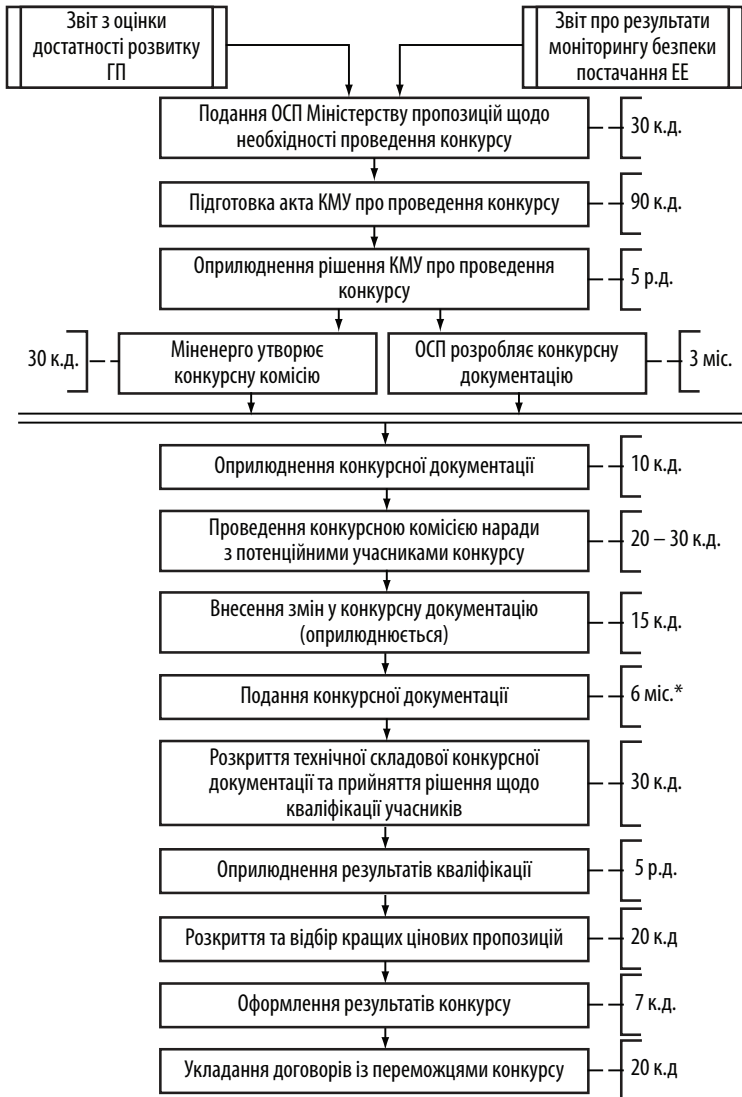 Звіт з оцінки
достатності розвитку
ГП
Звіт про результати
моніторингу безпеки
постачання ЕЕ
Подання ОСП Міністерству пропозицій щодо
необхідності проведення конкурсу
30 к.д.
Підготовка акта КМУ про проведення конкурсу
90 к.д.
Оприлюднення рішення КМУ про проведення
конкурсу
5 р.д.
30 к.д.
Міненерго утворює
конкурсну комісію
ОСП розробляє конкурсну
документацію
3 міс.
Оприлюднення конкурсної документації
10 к.д.
Проведення конкурсною комісією наради
з потенційними учасниками конкурсу
20 – 30 к.д.
Внесення змін у конкурсну документацію
(оприлюднюється)
15 к.д.
Подання конкурсної документації
6 міс.*
Розкриття технічної складової конкурсної
документації та прийняття рішення щодо
кваліфікації учасників
30 к.д.
Оприлюднення результатів кваліфікації
5 р.д.
Розкриття та відбір кращих цінових пропозицій
20 к.д
Оформлення результатів конкурсу
7 к.д.
Укладання договорів із переможцями конкурсу
20 к.д